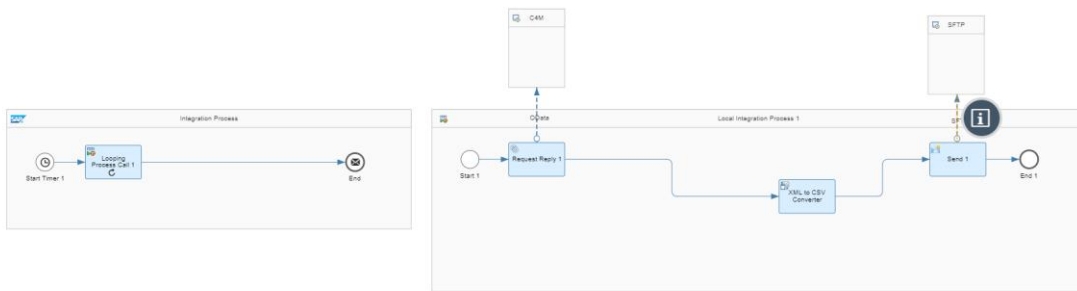 C4M
SFTP
SAP
Integration Process
OData
Local Integration Process 1
Looping
Process Call 1
Start Timer 1
End
Request Reply 1
Start 1
XML to CSV
Converter
Send 1
End 1